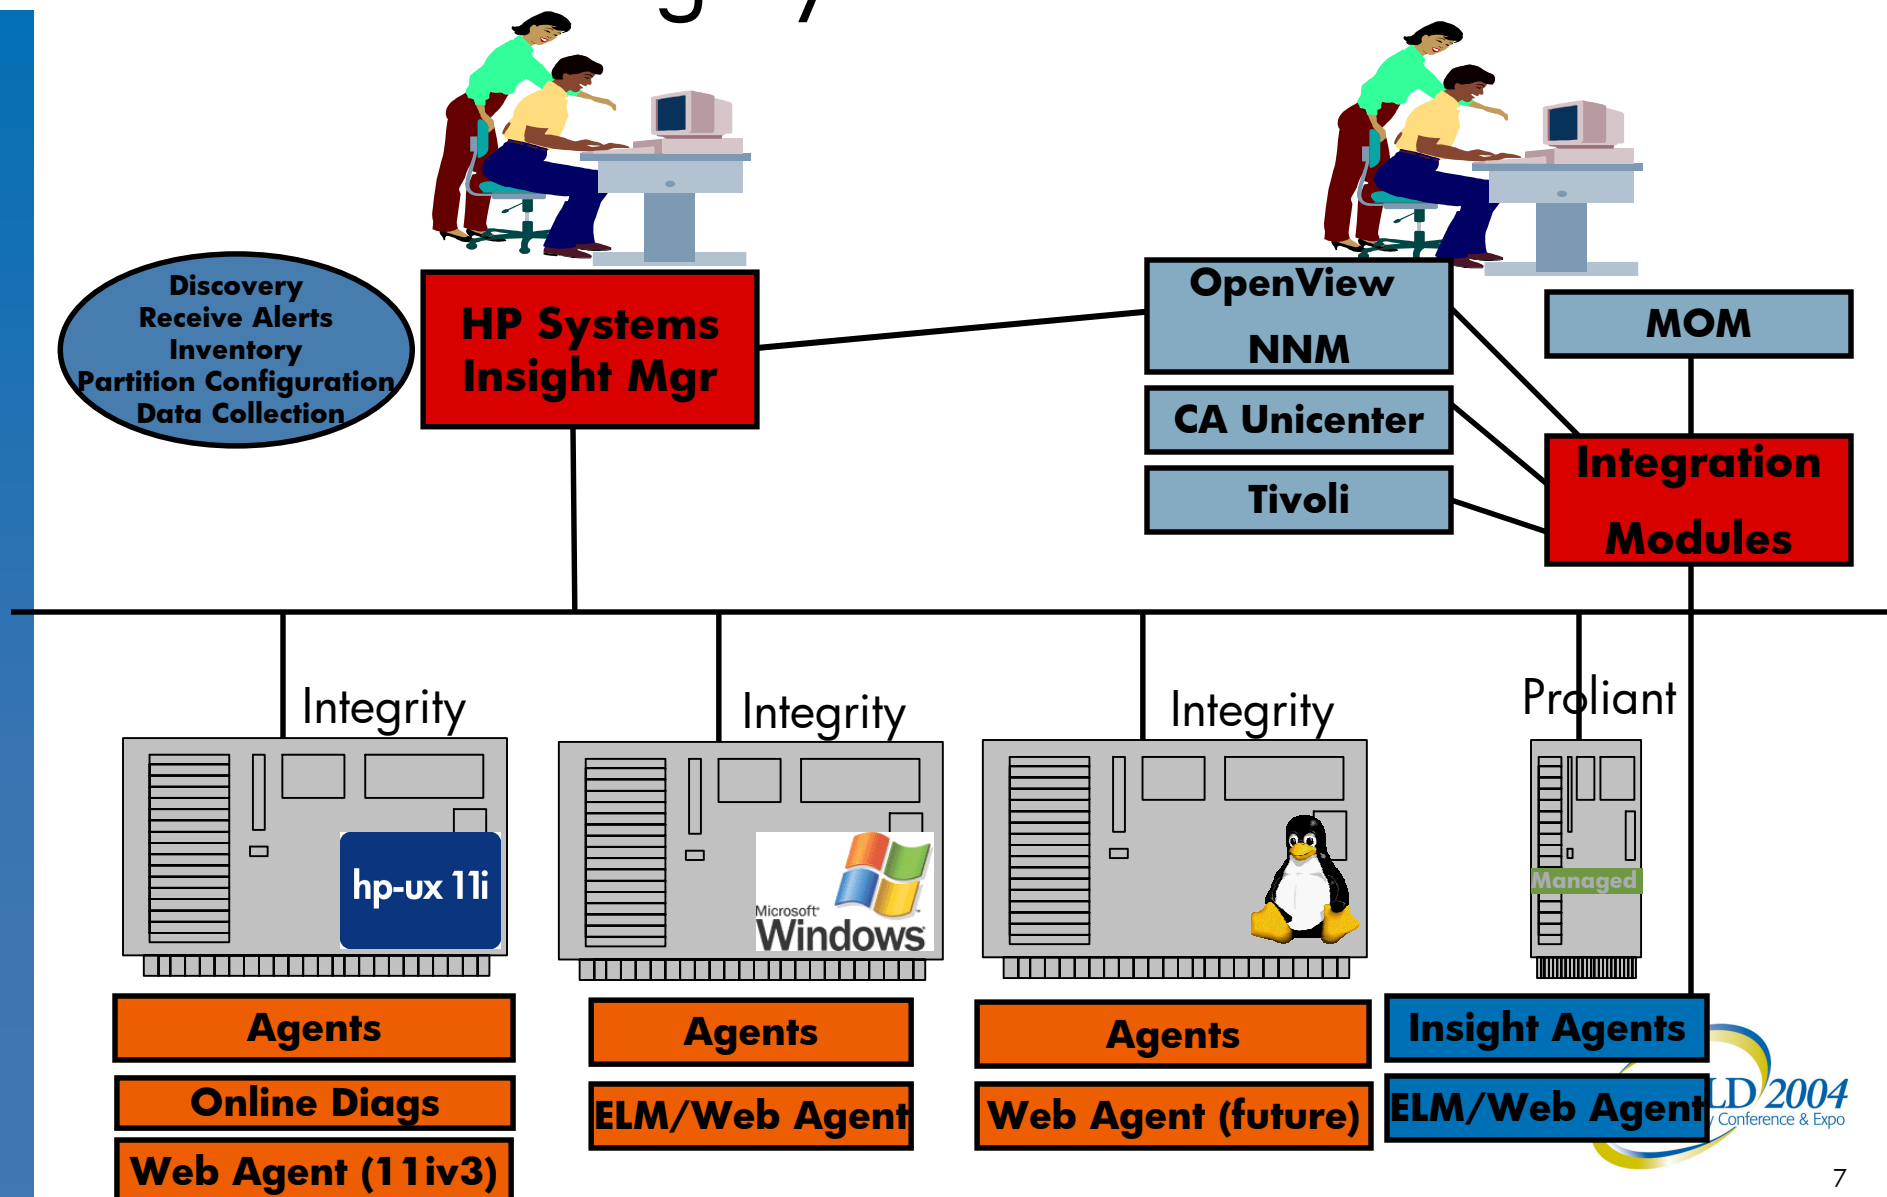 Discovery
Receive Alerts
Inventory
Partition Configuration
Data Collection
HP Systems
Insight Mgr
OpenView
NNM
CA Unicenter
Tivoli
MOM
Integration
Modules
Integrity
Integrity
Integrity
Proliant
hp-ux 11i
Microsoft
Windows
Managed
Agents
Online Diags
Web Agent (11iv3)
Agents
ELM/Web Agent
Agents
Web Agent (future)
Insight Agents
ELM/Web Agent
2004
Conference & Expo
7